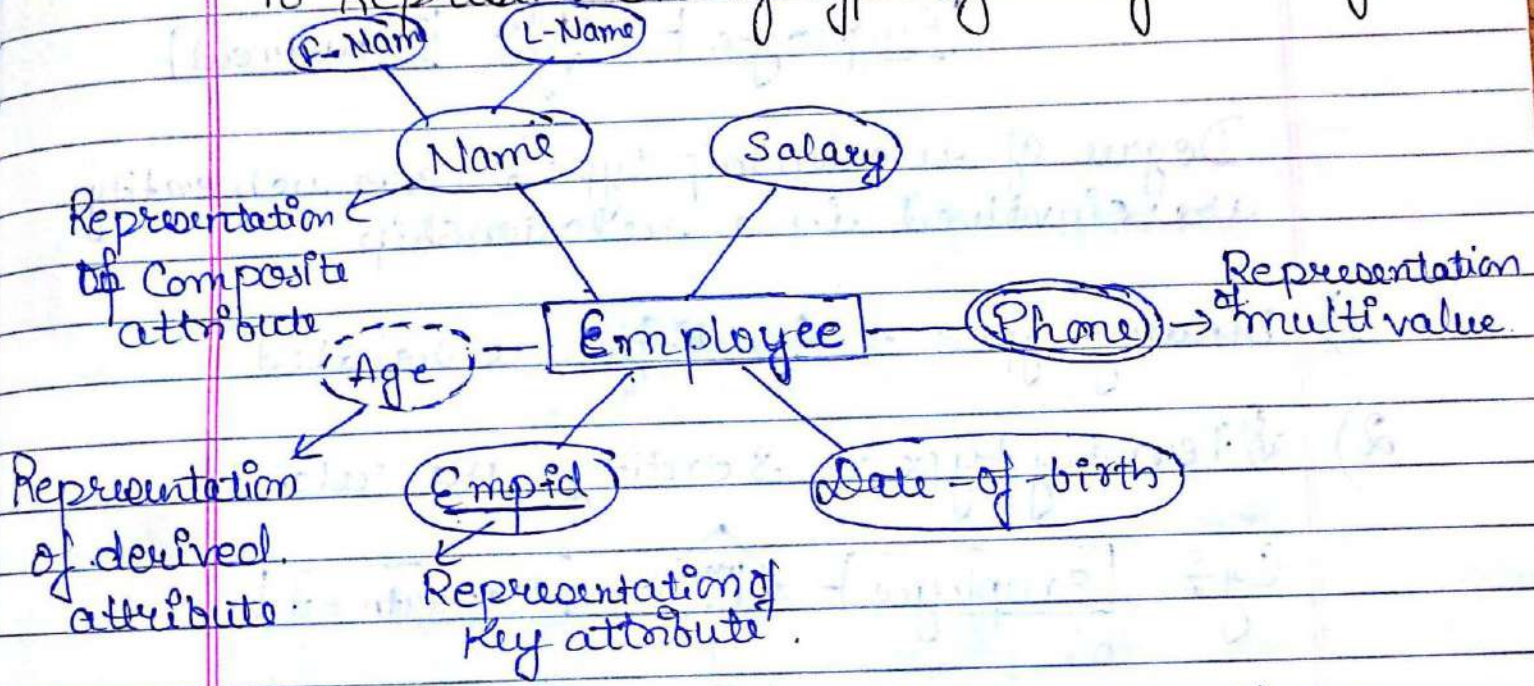 F-Name L-Name
Name Salary
Representation
of Composite
attribute
Representation
of multivalue.
Employee Phone
Age
Empid Date-of-birth
Representation
of derived
attribute.
Representation of
Key attribute.